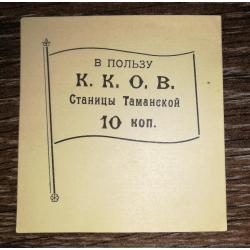 В ПОЛЬЗУ
К. К. О. В.
Станицы Таманской
10 коп.